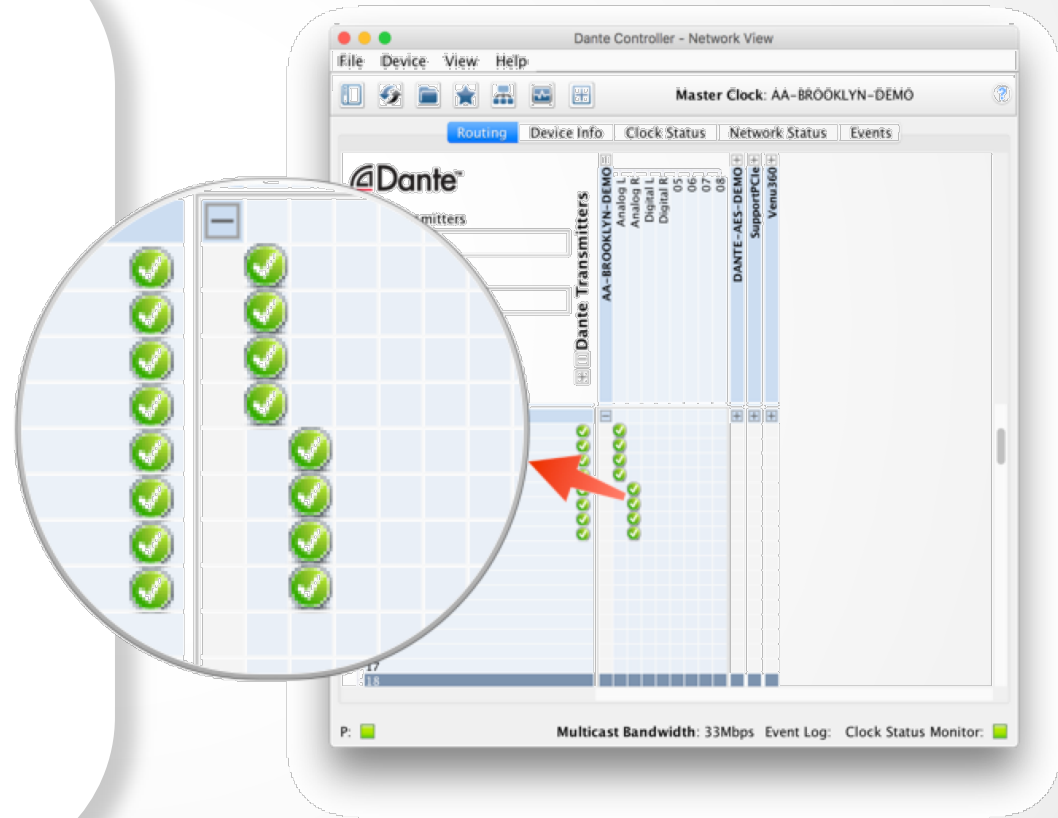 Dante Controller - Network View
File Device View Help
Master Clock: AA-BROOKLYN-DEMO
Routing Device Info Clock Status Network Status Events
Dante™
mitters
Dante Transmitters
AA-BROOKLYN-DEMO
Analog L
Analog R
Digital L
Digital R
05
06
07
08
DANTE-AES-DEMO
SupportPCIe
Venu360
17
18
P:
Multicast Bandwidth: 33Mbps Event Log: Clock Status Monitor: